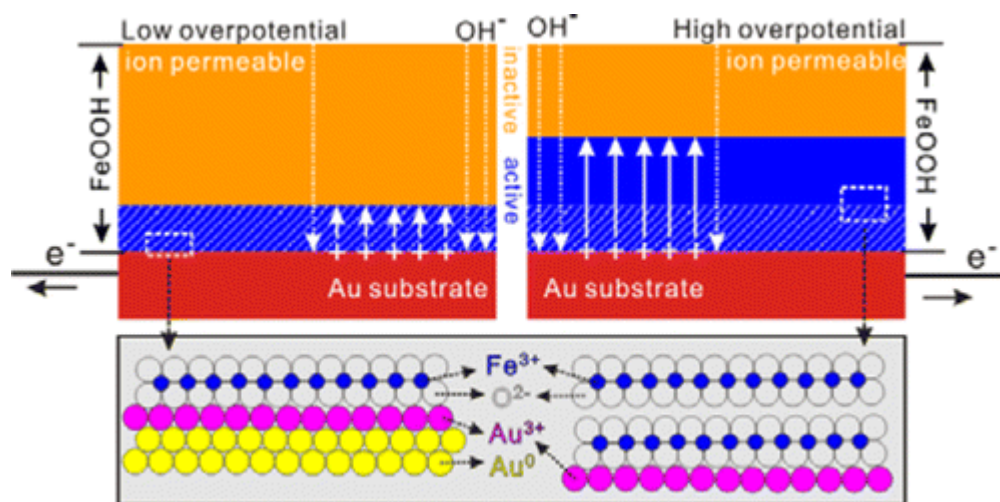 Low overpotential
OH⁻
OH⁻
High overpotential
ion permeable
ion permeable
FeOOH
inactive
active
FeOOH
e⁻
e⁻
Au substrate
Au substrate
Fe³⁺
O²⁻
Au³⁺
Au⁰